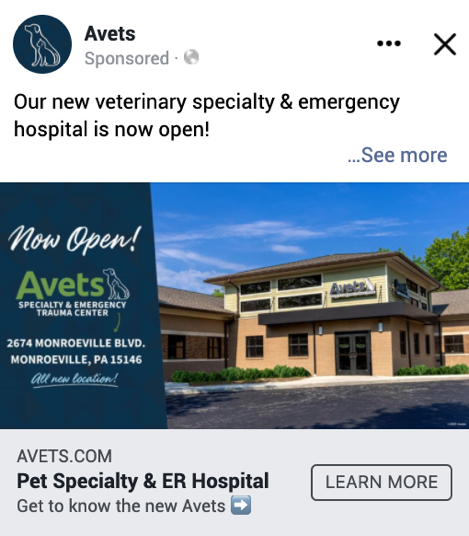 Avets
Sponsored ·
Our new veterinary specialty & emergency
hospital is now open!
...See more
Now Open!
Avets
SPECIALTY & EMERGENCY
TRAUMA CENTER
2674 MONROEVILLE BLVD.
MONROEVILLE, PA 15146
All new location!
Avets
AVETS.COM
Pet Specialty & ER Hospital
Get to know the new Avets ➡️
LEARN MORE